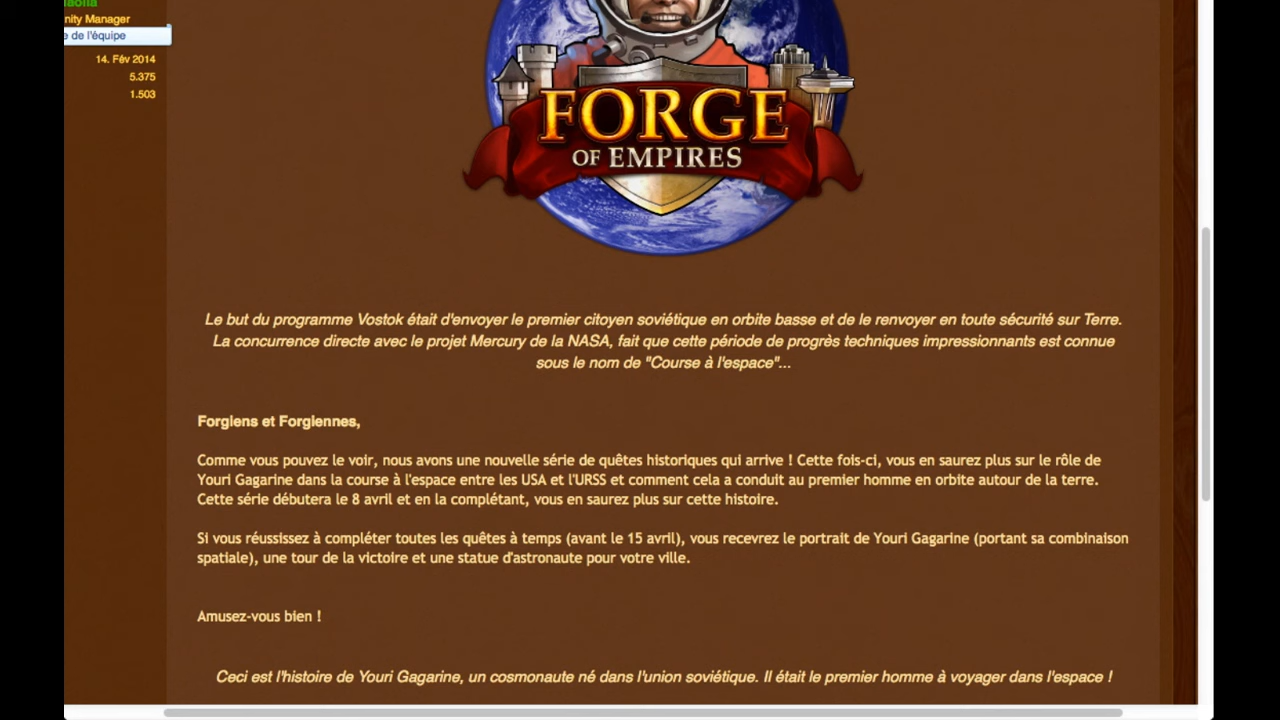 nity Manager
e de l'équipe
14. Fév 2014
5.375
1.503
FORGE
OF EMPIRES
Le but du programme Vostok était d'envoyer le premier citoyen soviétique en orbite basse et de le renvoyer en toute sécurité sur Terre.
La concurrence directe avec le projet Mercury de la NASA, fait que cette période de progrès techniques impressionnants est connue
sous le nom de "Course à l'espace"...
Forgiens et Forgiennes,
Comme vous pouvez le voir, nous avons une nouvelle série de quêtes historiques qui arrive ! Cette fois-ci, vous en saurez plus sur le rôle de
Youri Gagarine dans la course à l'espace entre les USA et l'URSS et comment cela a conduit au premier homme en orbite autour de la terre.
Cette série débutera le 8 avril et en la complétant, vous en saurez plus sur cette histoire.
Si vous réussissez à compléter toutes les quêtes à temps (avant le 15 avril), vous recevrez le portrait de Youri Gagarine (portant sa combinaison
spatiale), une tour de la victoire et une statue d'astronaute pour votre ville.
Amusez-vous bien !
Ceci est l'histoire de Youri Gagarine, un cosmonaute né dans l'union soviétique. Il était le premier homme à voyager dans l'espace !